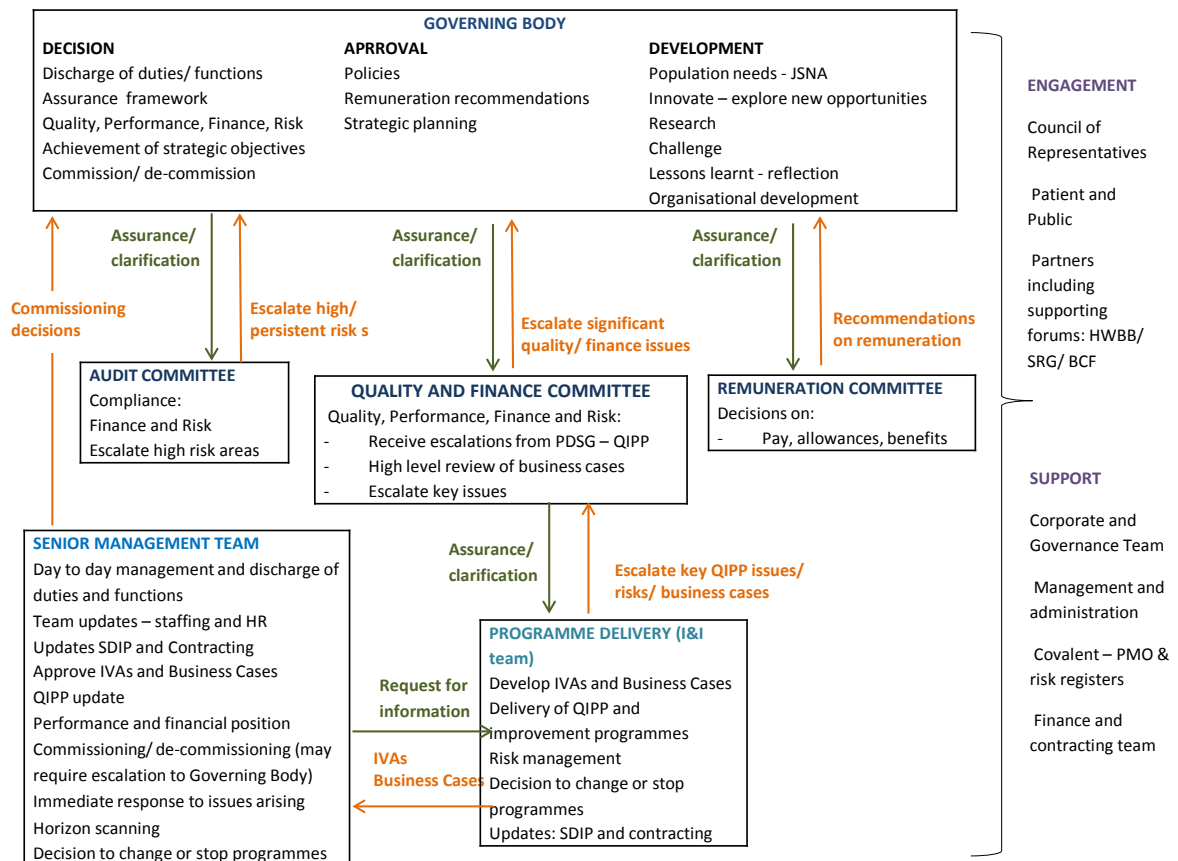 GOVERNING BODY
DECISION
Discharge of duties/ functions
Assurance framework
Quality, Performance, Finance, Risk
Achievement of strategic objectives
Commission/ de-commission
APRROVAL
Policies
Remuneration recommendations
Strategic planning
DEVELOPMENT
Population needs - JSNA
Innovate – explore new opportunities
Research
Challenge
Lessons learnt - reflection
Organisational development
ENGAGEMENT
Council of
Representatives
Patient and
Public
Partners
including
supporting
forums: HWBB/
SRG/ BCF
SUPPORT
Corporate and
Governance Team
Management and
administration
Covalent – PMO &
risk registers
Finance and
contracting team
Commissioning
decisions
Assurance/
clarification
Escalate high/
persistent risk s
Assurance/
clarification
Escalate significant
quality/ finance issues
Assurance/
clarification
Recommendations
on remuneration
AUDIT COMMITTEE
Compliance:
Finance and Risk
Escalate high risk areas
QUALITY AND FINANCE COMMITTEE
Quality, Performance, Finance and Risk:
- Receive escalations from PDSG – QIPP
- High level review of business cases
- Escalate key issues
REMUNERATION COMMITTEE
Decisions on:
- Pay, allowances, benefits
Assurance/
clarification
Escalate key QIPP issues/
risks/ business cases
SENIOR MANAGEMENT TEAM
Day to day management and discharge of
duties and functions
Team updates – staffing and HR
Updates SDIP and Contracting
Approve IVAs and Business Cases
QIPP update
Performance and financial position
Commissioning/ de-commissioning (may
require escalation to Governing Body)
Immediate response to issues arising
Horizon scanning
Decision to change or stop programmes
Request for
information
IVAs
Business Cases
PROGRAMME DELIVERY (I&I
team)
Develop IVAs and Business Cases
Delivery of QIPP and
improvement programmes
Risk management
Decision to change or stop
programmes
Updates: SDIP and contracting